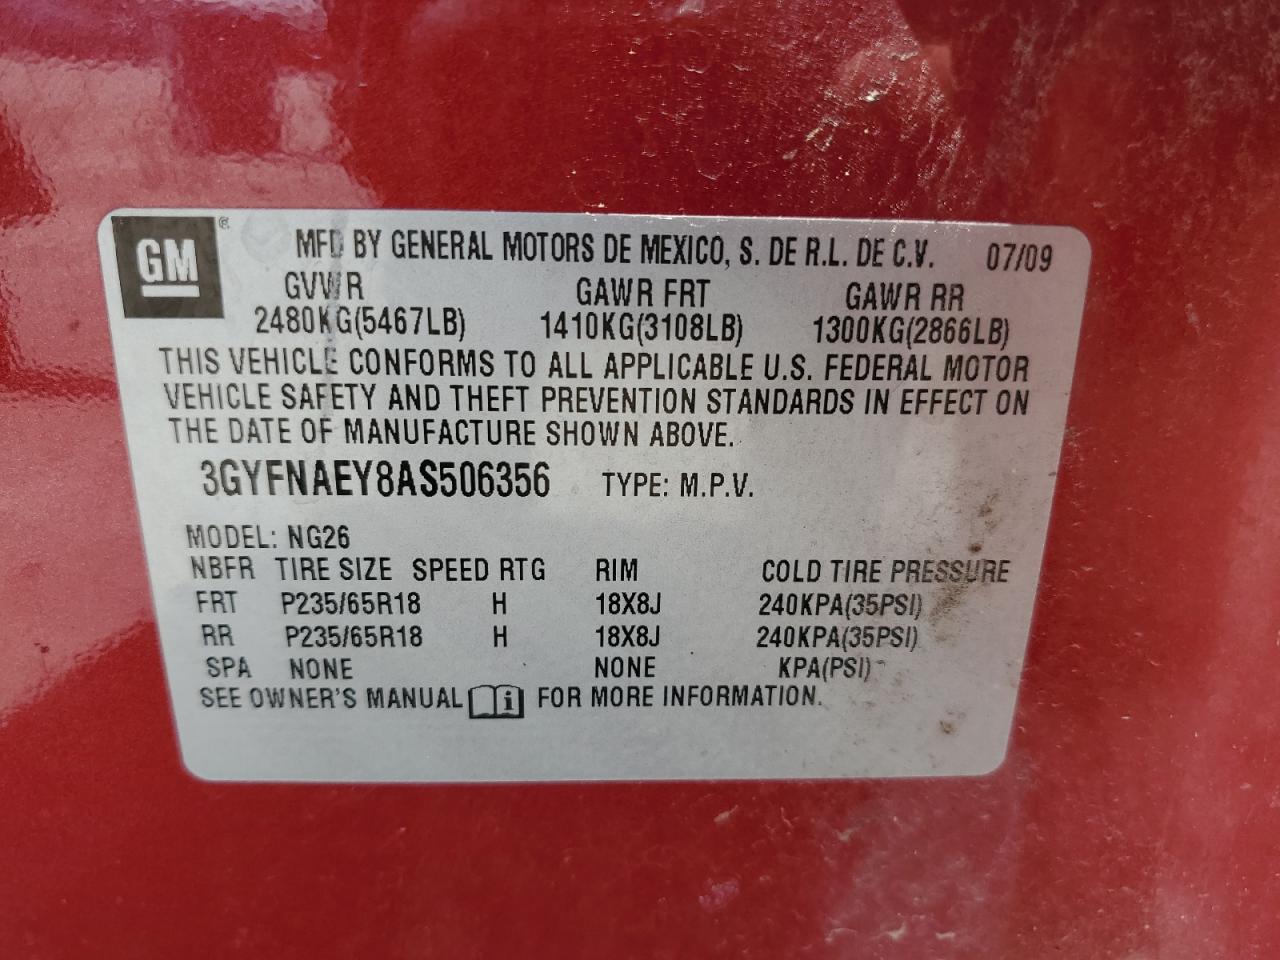 GM ® MFD BY GENERAL MOTORS DE MEXICO, S. DE R.L. DE C.V. 07/09
GVWR GAWR FRT GAWR RR
2480KG(5467LB) 1410KG(3108LB) 1300KG(2866LB)
THIS VEHICLE CONFORMS TO ALL APPLICABLE U.S. FEDERAL MOTOR
VEHICLE SAFETY AND THEFT PREVENTION STANDARDS IN EFFECT ON
THE DATE OF MANUFACTURE SHOWN ABOVE.
3GYFNAEY8AS506356 TYPE: M.P.V.
MODEL: NG26
NBFR TIRE SIZE SPEED RTG RIM COLD TIRE PRESSURE
FRT P235/65R18 H 18X8J 240KPA(35PSI)
RR P235/65R18 H 18X8J 240KPA(35PSI)
SPA NONE NONE KPA(PSI)
SEE OWNER'S MANUAL i FOR MORE INFORMATION.